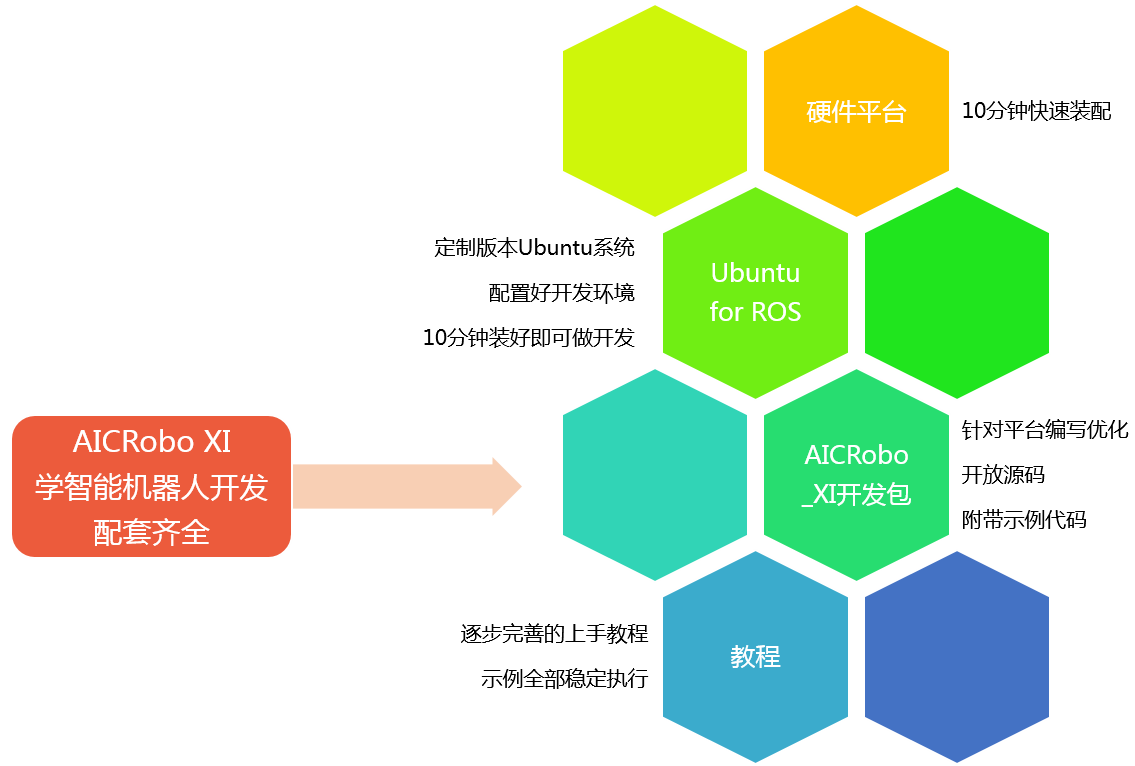 硬件平台
10分钟快速装配
定制版本Ubuntu系统
配置好开发环境
10分钟装好即可做开发
Ubuntu
for ROS
AICRobo XI
学智能机器人开发
配套齐全
AICRobo
_XI开发包
针对平台编写优化
开放源码
附带示例代码
逐步完善的上手教程
示例全部稳定执行
教程